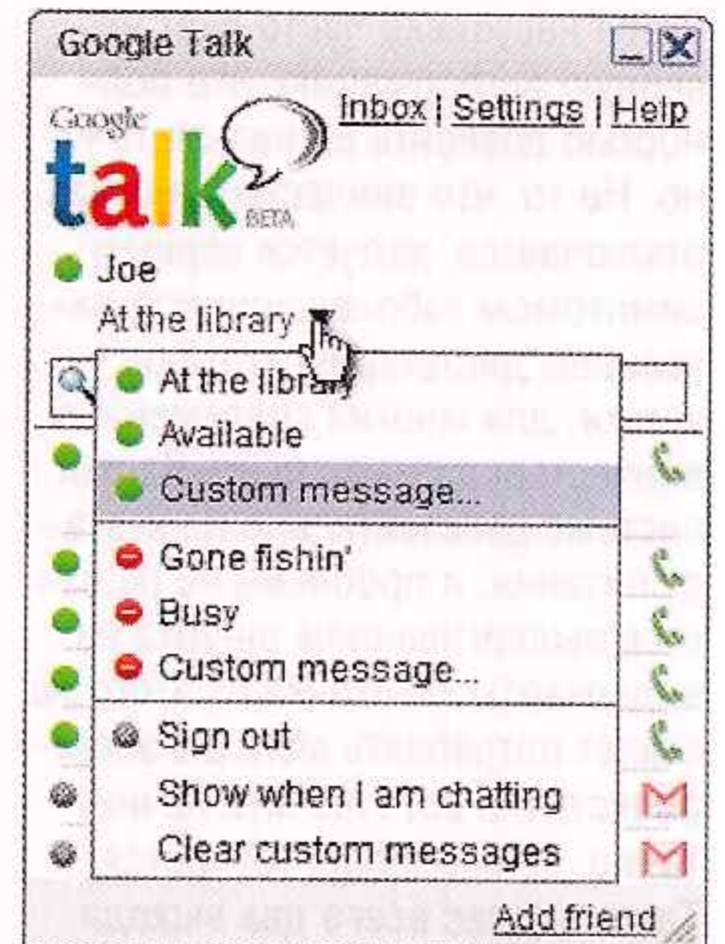 Google Talk
Google
talk
BETA
Inbox | Settings | Help
Joe
At the library
At the library
Available
Custom message...
Gone fishin'
Busy
Custom message...
Sign out
Show when I am chatting
Clear custom messages
Add friend